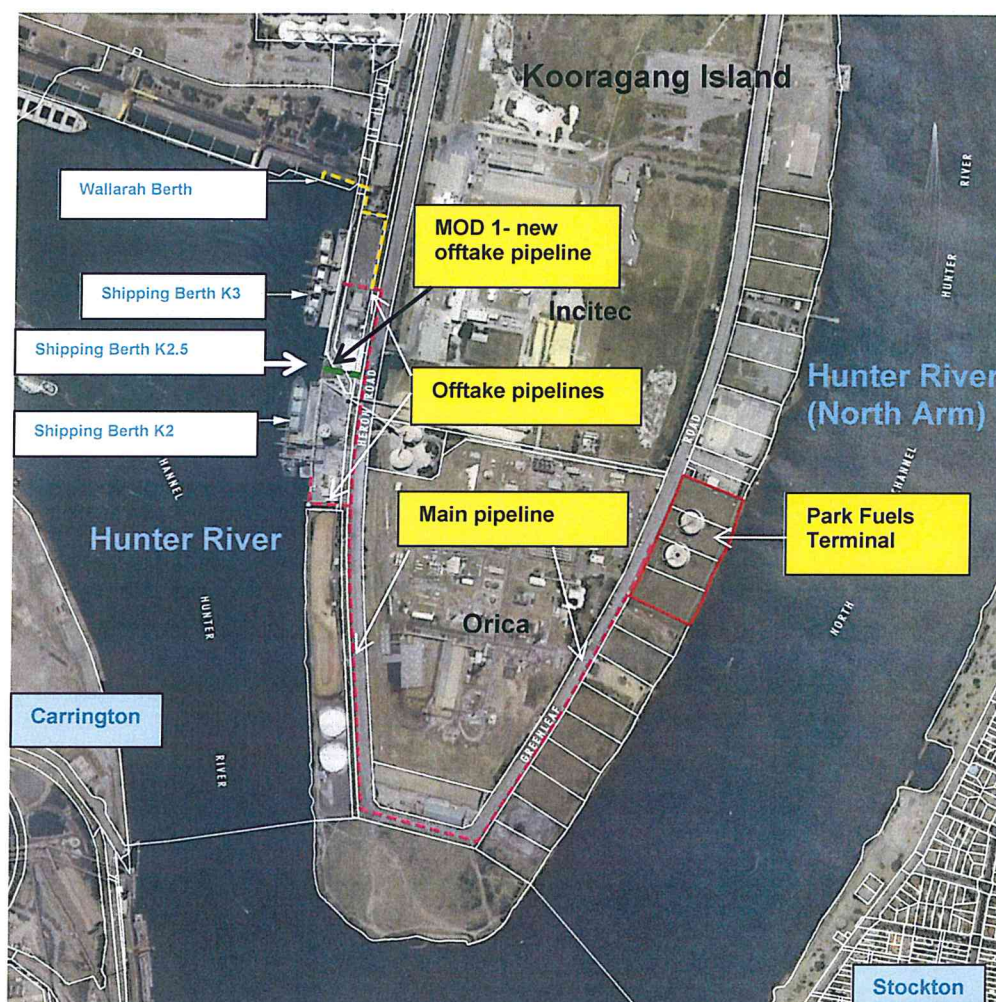 Kooragang Island
Wallarah Berth
MOD 1- new
offtake pipeline
RIVER
HUNTER
Shipping Berth K3
Incitec
Shipping Berth K2.5
Offtake pipelines
HERON ROAD
Hunter River
(North Arm)
Shipping Berth K2
ROAD
CHANNEL
CHANNEL
Main pipeline
Park Fuels
Terminal
Hunter River
HUNTER
NORTH
Orica
Carrington
GREENLEAF
RIVER
Stockton